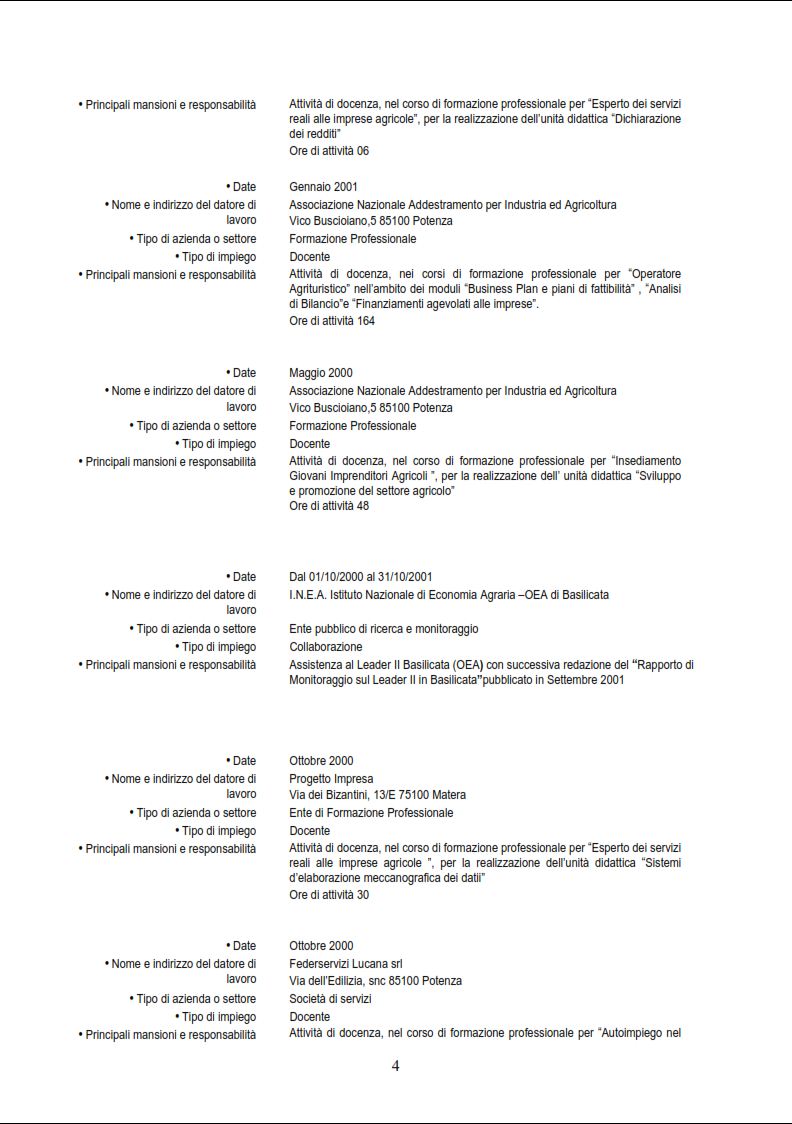 • Principali mansioni e responsabilità Attività di docenza, nel corso di formazione professionale per “Esperto dei servizi
reali alle imprese agricole”, per la realizzazione dell’unità didattica “Dichiarazione
dei redditi”
Ore di attività 06
• Date Gennaio 2001
• Nome e indirizzo del datore di Associazione Nazionale Addestramento per Industria ed Agricoltura
lavoro Vico Buscioiano,5 85100 Potenza
• Tipo di azienda o settore Formazione Professionale
• Tipo di impiego Docente
• Principali mansioni e responsabilità Attività di docenza, nei corsi di formazione professionale per “Operatore
Agrituristico” nell’ambito dei moduli “Business Plan e piani di fattibilità” , “Analisi
di Bilancio”e “Finanziamenti agevolati alle imprese”.
Ore di attività 164
• Date Maggio 2000
• Nome e indirizzo del datore di Associazione Nazionale Addestramento per Industria ed Agricoltura
lavoro Vico Buscioiano,5 85100 Potenza
• Tipo di azienda o settore Formazione Professionale
• Tipo di impiego Docente
• Principali mansioni e responsabilità Attività di docenza, nel corso di formazione professionale per “Insediamento
Giovani Imprenditori Agricoli ”, per la realizzazione dell’ unità didattica “Sviluppo
e promozione del settore agricolo”
Ore di attività 48
• Date Dal 01/10/2000 al 31/10/2001
• Nome e indirizzo del datore di I.N.E.A. Istituto Nazionale di Economia Agraria –OEA di Basilicata
lavoro
• Tipo di azienda o settore Ente pubblico di ricerca e monitoraggio
• Tipo di impiego Collaborazione
• Principali mansioni e responsabilità Assistenza al Leader II Basilicata (OEA) con successiva redazione del “Rapporto di
Monitoraggio sul Leader II in Basilicata”pubblicato in Settembre 2001
• Date Ottobre 2000
• Nome e indirizzo del datore di Progetto Impresa
lavoro Via dei Bizantini, 13/E 75100 Matera
• Tipo di azienda o settore Ente di Formazione Professionale
• Tipo di impiego Docente
• Principali mansioni e responsabilità Attività di docenza, nel corso di formazione professionale per “Esperto dei servizi
reali alle imprese agricole ”, per la realizzazione dell’unità didattica “Sistemi
d’elaborazione meccanografica dei datii”
Ore di attività 30
• Date Ottobre 2000
• Nome e indirizzo del datore di Federservizi Lucana srl
lavoro Via dell’Edilizia, snc 85100 Potenza
• Tipo di azienda o settore Società di servizi
• Tipo di impiego Docente
• Principali mansioni e responsabilità Attività di docenza, nel corso di formazione professionale per “Autoimpiego nel
4